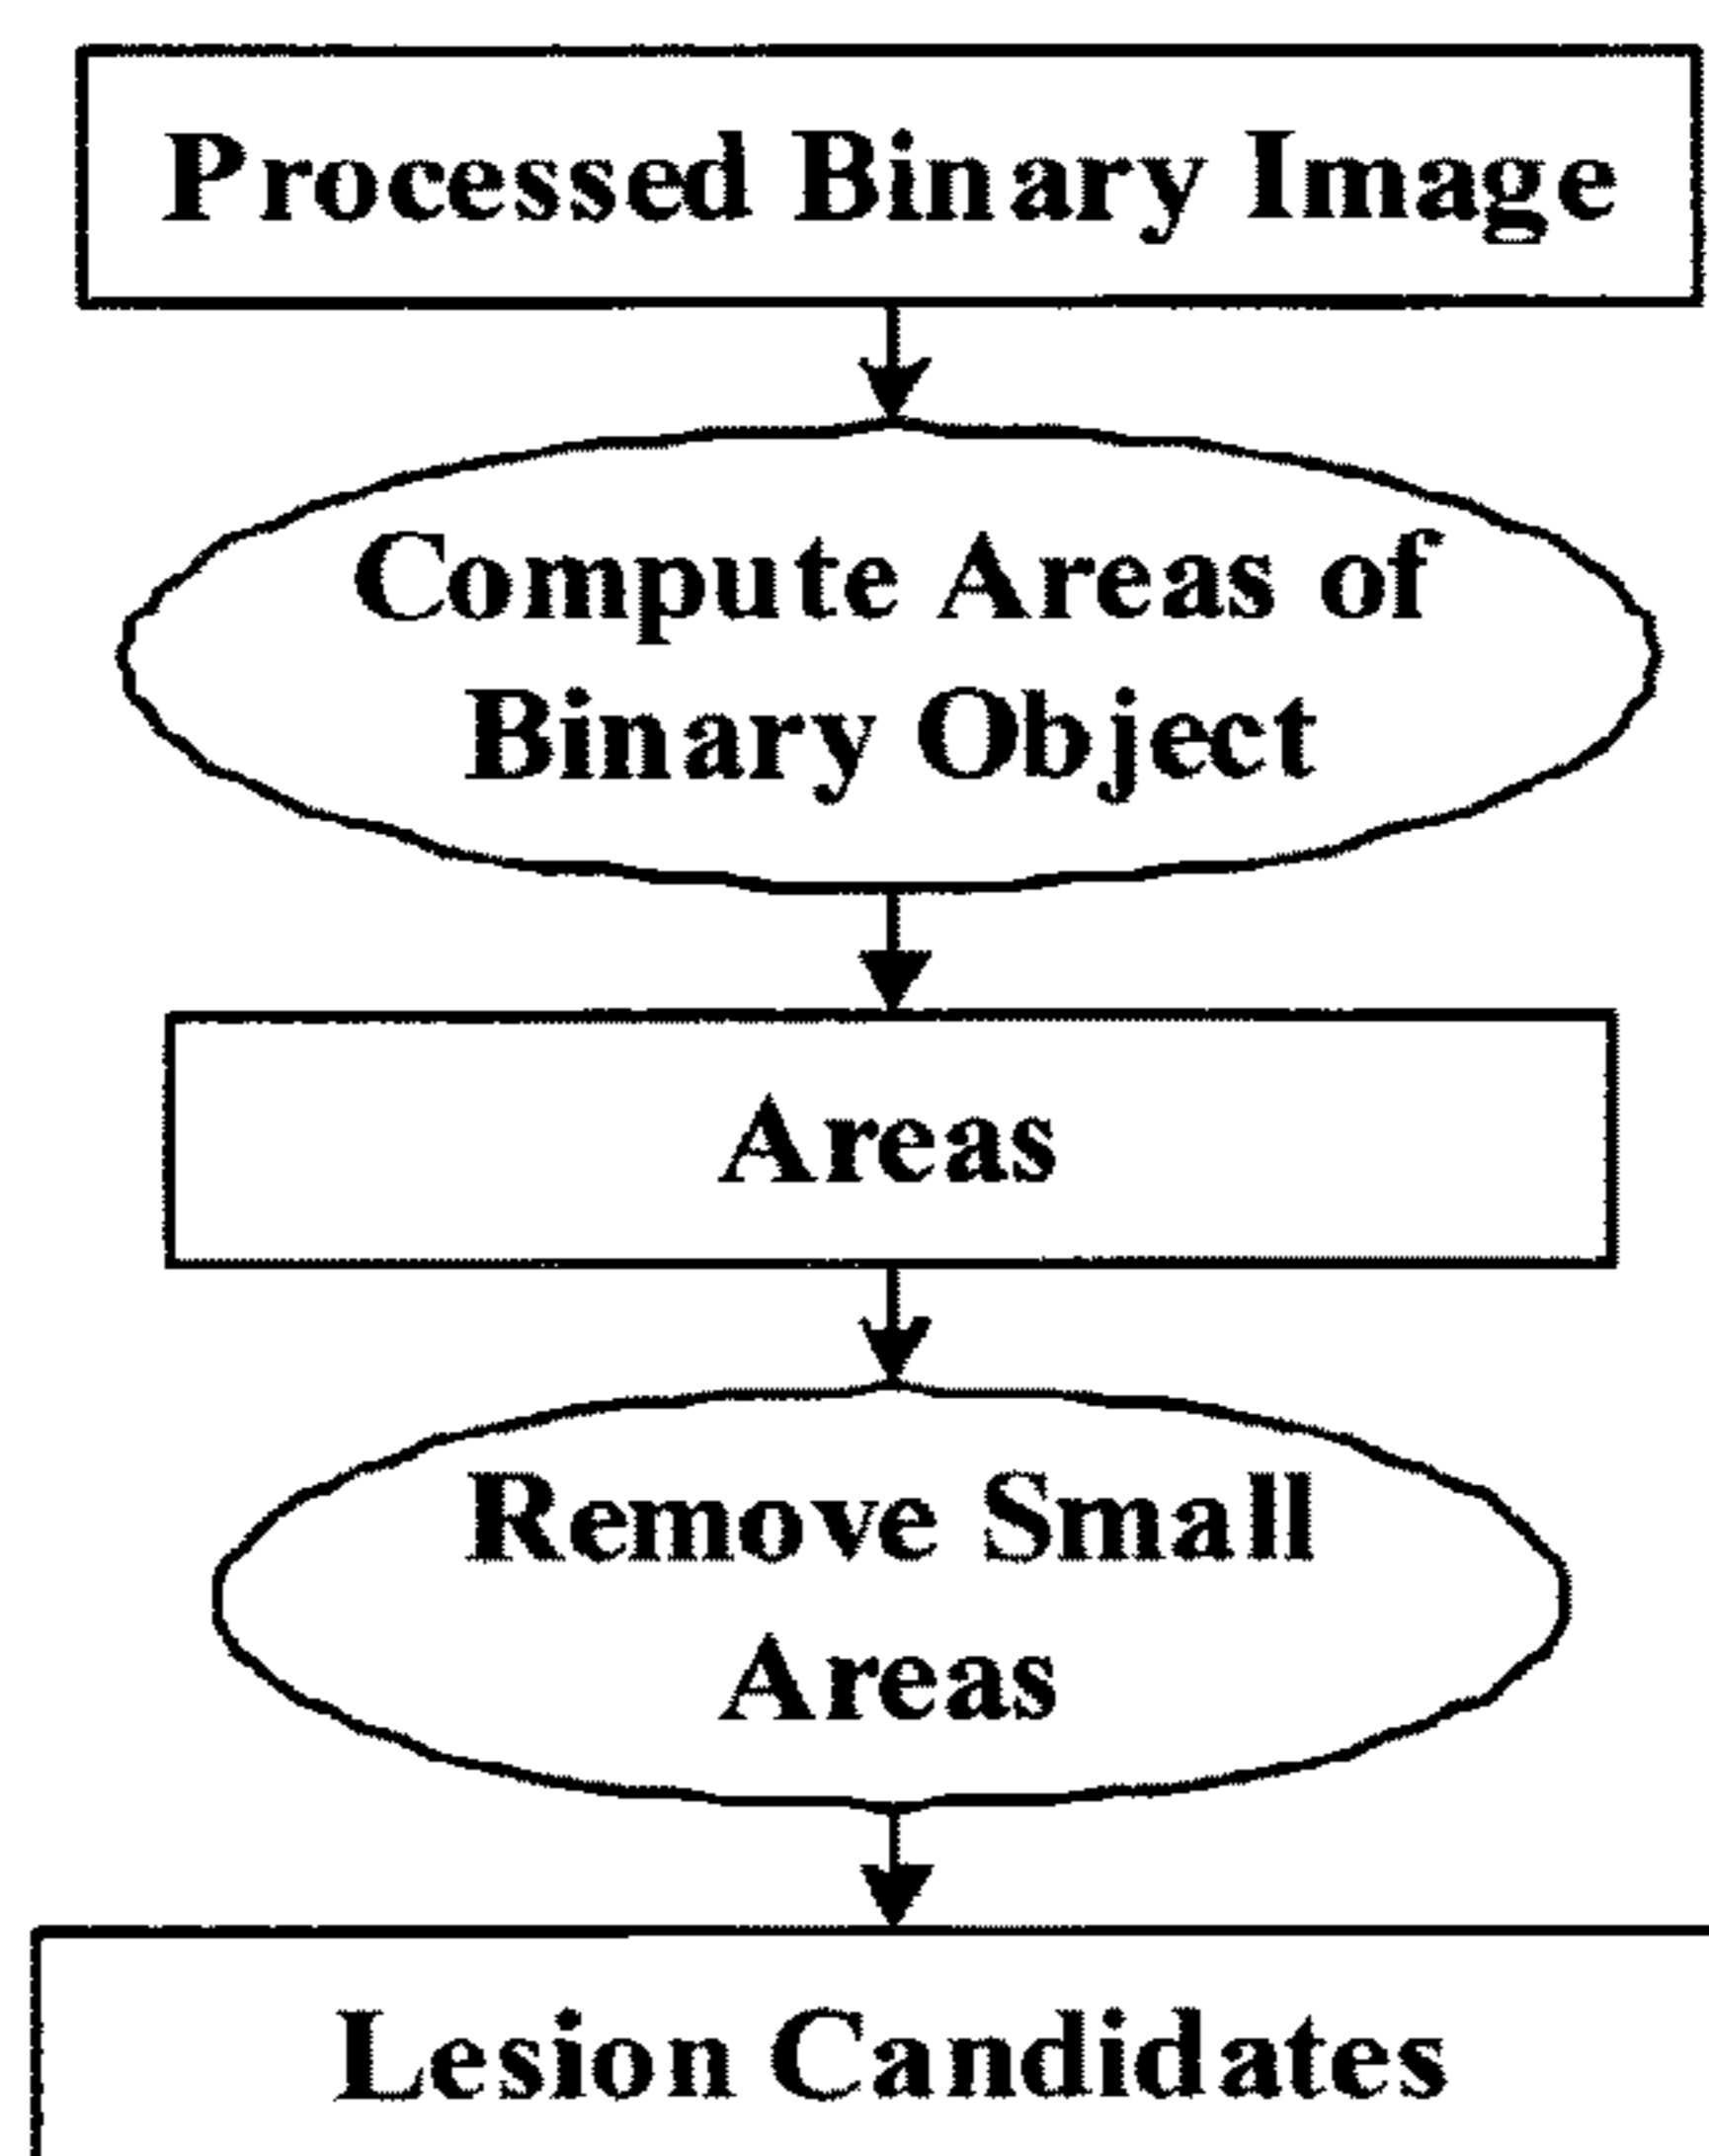 Processed Binary Image
Compute Areas of
Binary Object
Areas
Remove Small
Areas
Lesion Candidates